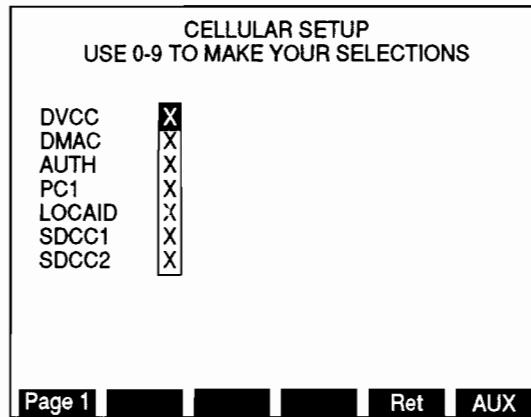 CELLULAR SETUP
USE 0-9 TO MAKE YOUR SELECTIONS
DVCC X
DMAC X
AUTH X
PC1 X
LOCAID X
SDCC1 X
SDCC2 X
Page 1 Ret AUX